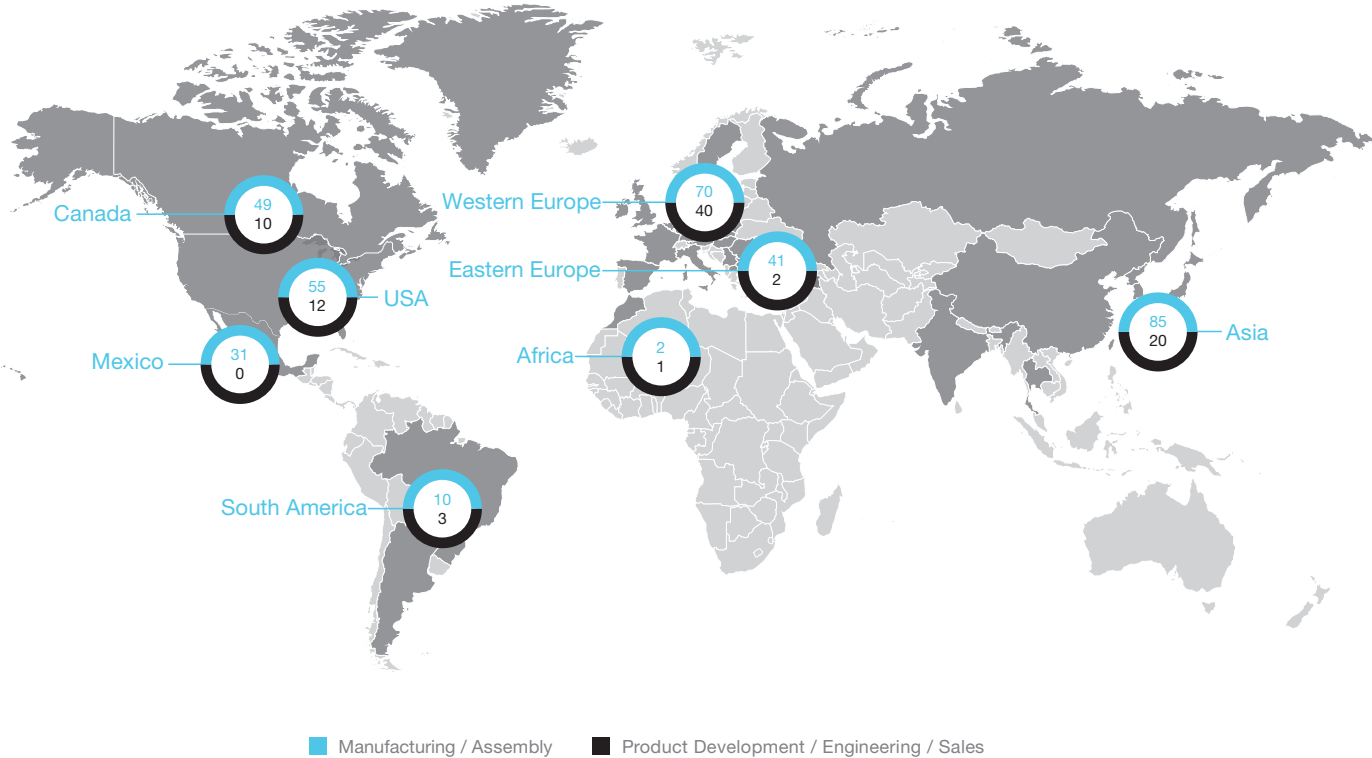 Canada
49
10
Western Europe
70
40
Eastern Europe
41
2
USA
55
12
Mexico
31
0
Africa
2
1
Asia
85
20
South America
10
3
Manufacturing / Assembly
Product Development / Engineering / Sales